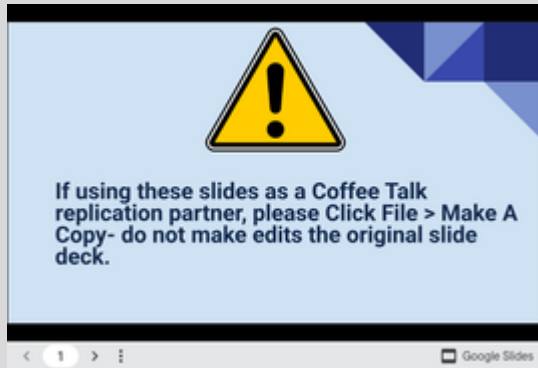 If using these slides as a Coffee Talk
replication partner, please Click File > Make A
Copy- do not make edits the original slide
deck.
1
Google Slides